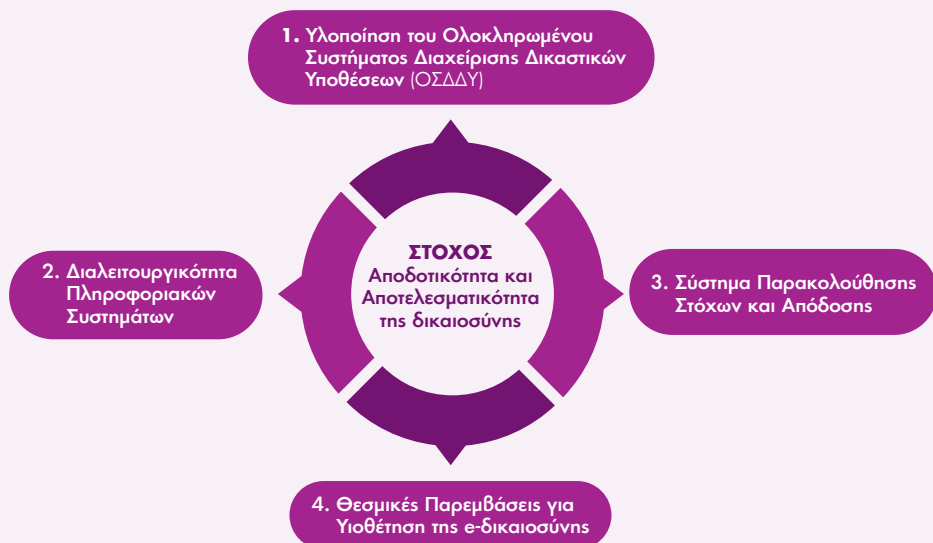 1. Υλοποίηση του Ολοκληρωμένου
Συστήματος Διαχείρισης Δικαστικών
Υποθέσεων (ΟΣΔΔΥ)
ΣΤΟΧΟΣ
Αποδοτικότητα και
Αποτελεσματικότητα
της δικαιοσύνης
2. Διαλειτουργικότητα
Πληροφοριακών
Συστημάτων
3. Σύστημα Παρακολούθησης
Στόχων και Απόδοσης
4. Θεσμικές Παρεμβάσεις για
Υιοθέτηση της e-δικαιοσύνης